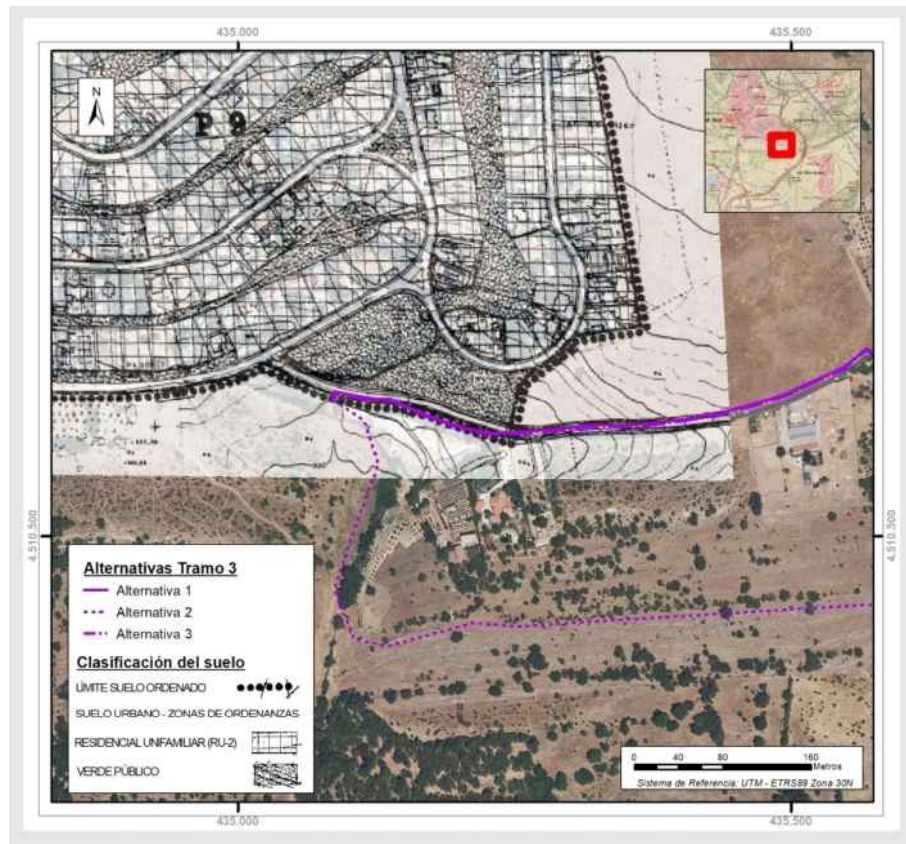 435.000
435.500
N
P 9
4.510.500
4.510.500
Alternativas Tramo 3
Alternativa 1
Alternativa 2
Alternativa 3
Clasificación del suelo
LÍMITE SUELO ORDENADO
SUELO URBANO - ZONAS DE ORDENANZAS
RESIDENCIAL UNIFAMILIAR (RU-2)
VERDE PÚBLICO
0 40 80 160
Metros
Sistema de Referencia: UTM - ETRS89 Zona 30N
435.000
435.500